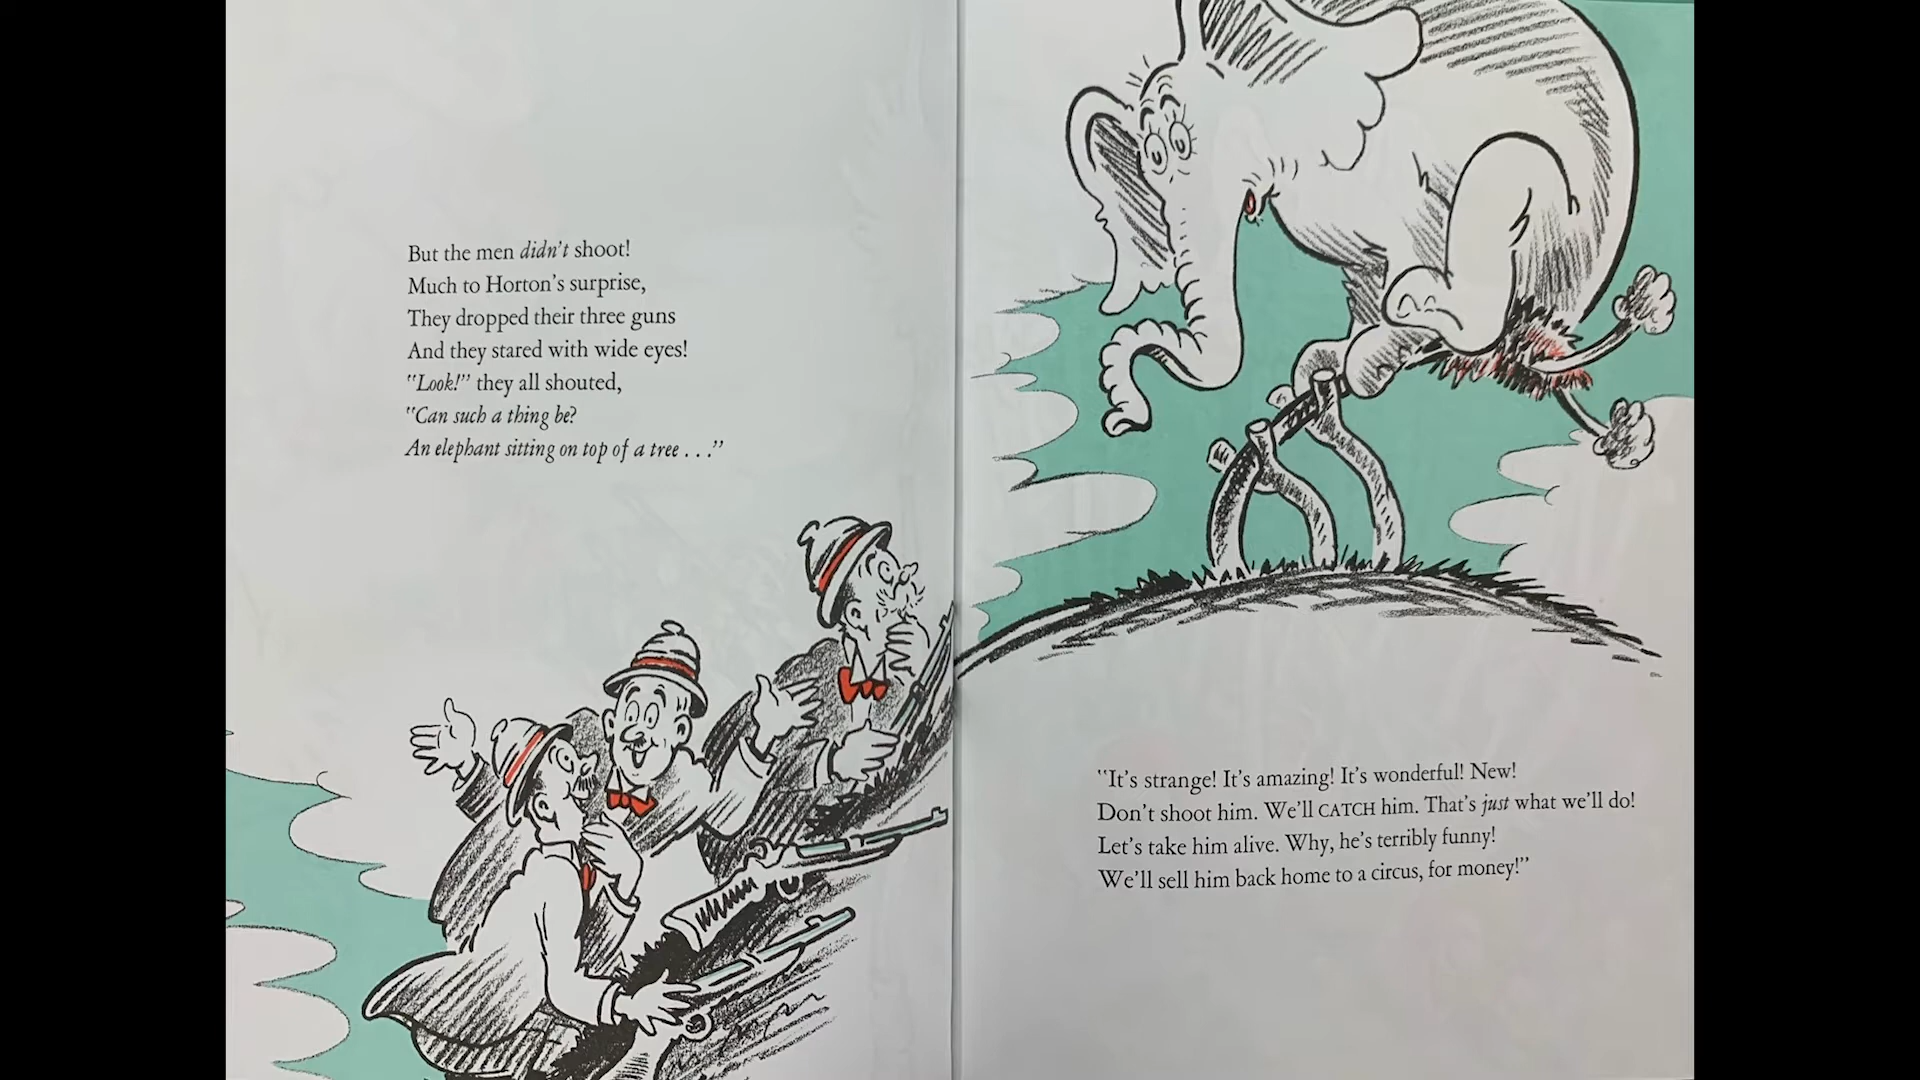 But the men didn't shoot!
Much to Horton's surprise,
They dropped their three guns
And they stared with wide eyes!
"Look!" they all shouted,
"Can such a thing be?
An elephant sitting on top of a tree . . ."
"It's strange! It's amazing! It's wonderful! New!
Don't shoot him. We'll CATCH him. That's just what we'll do!
Let's take him alive. Why, he's terribly funny!
We'll sell him back home to a circus, for money!"